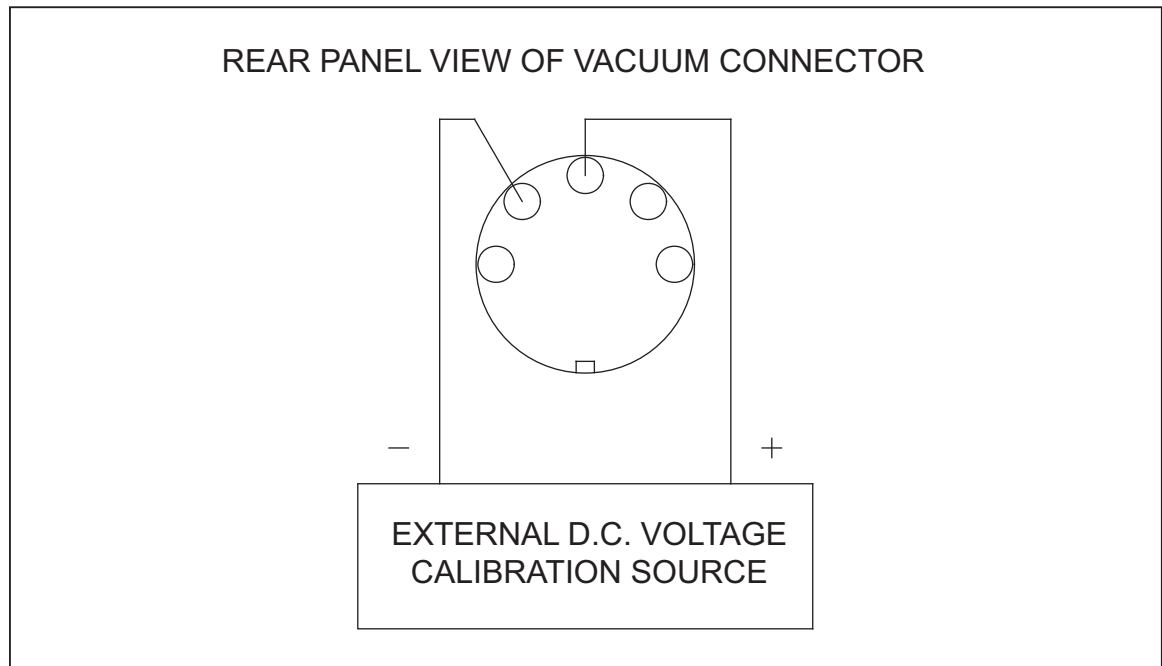 REAR PANEL VIEW OF VACUUM CONNECTOR
− +
EXTERNAL D.C. VOLTAGE
CALIBRATION SOURCE